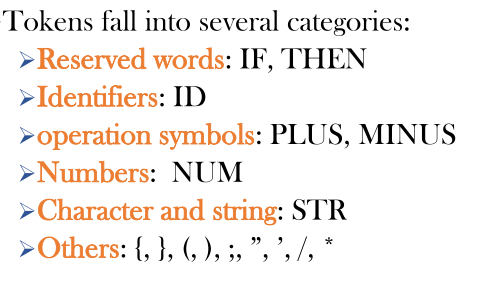 Tokens fall into several categories:
➢Reserved words: IF, THEN
➢Identifiers: ID
➢operation symbols: PLUS, MINUS
➢Numbers: NUM
➢Character and string: STR
➢Others: {, }, (, ), ;, ”, ’, /, *